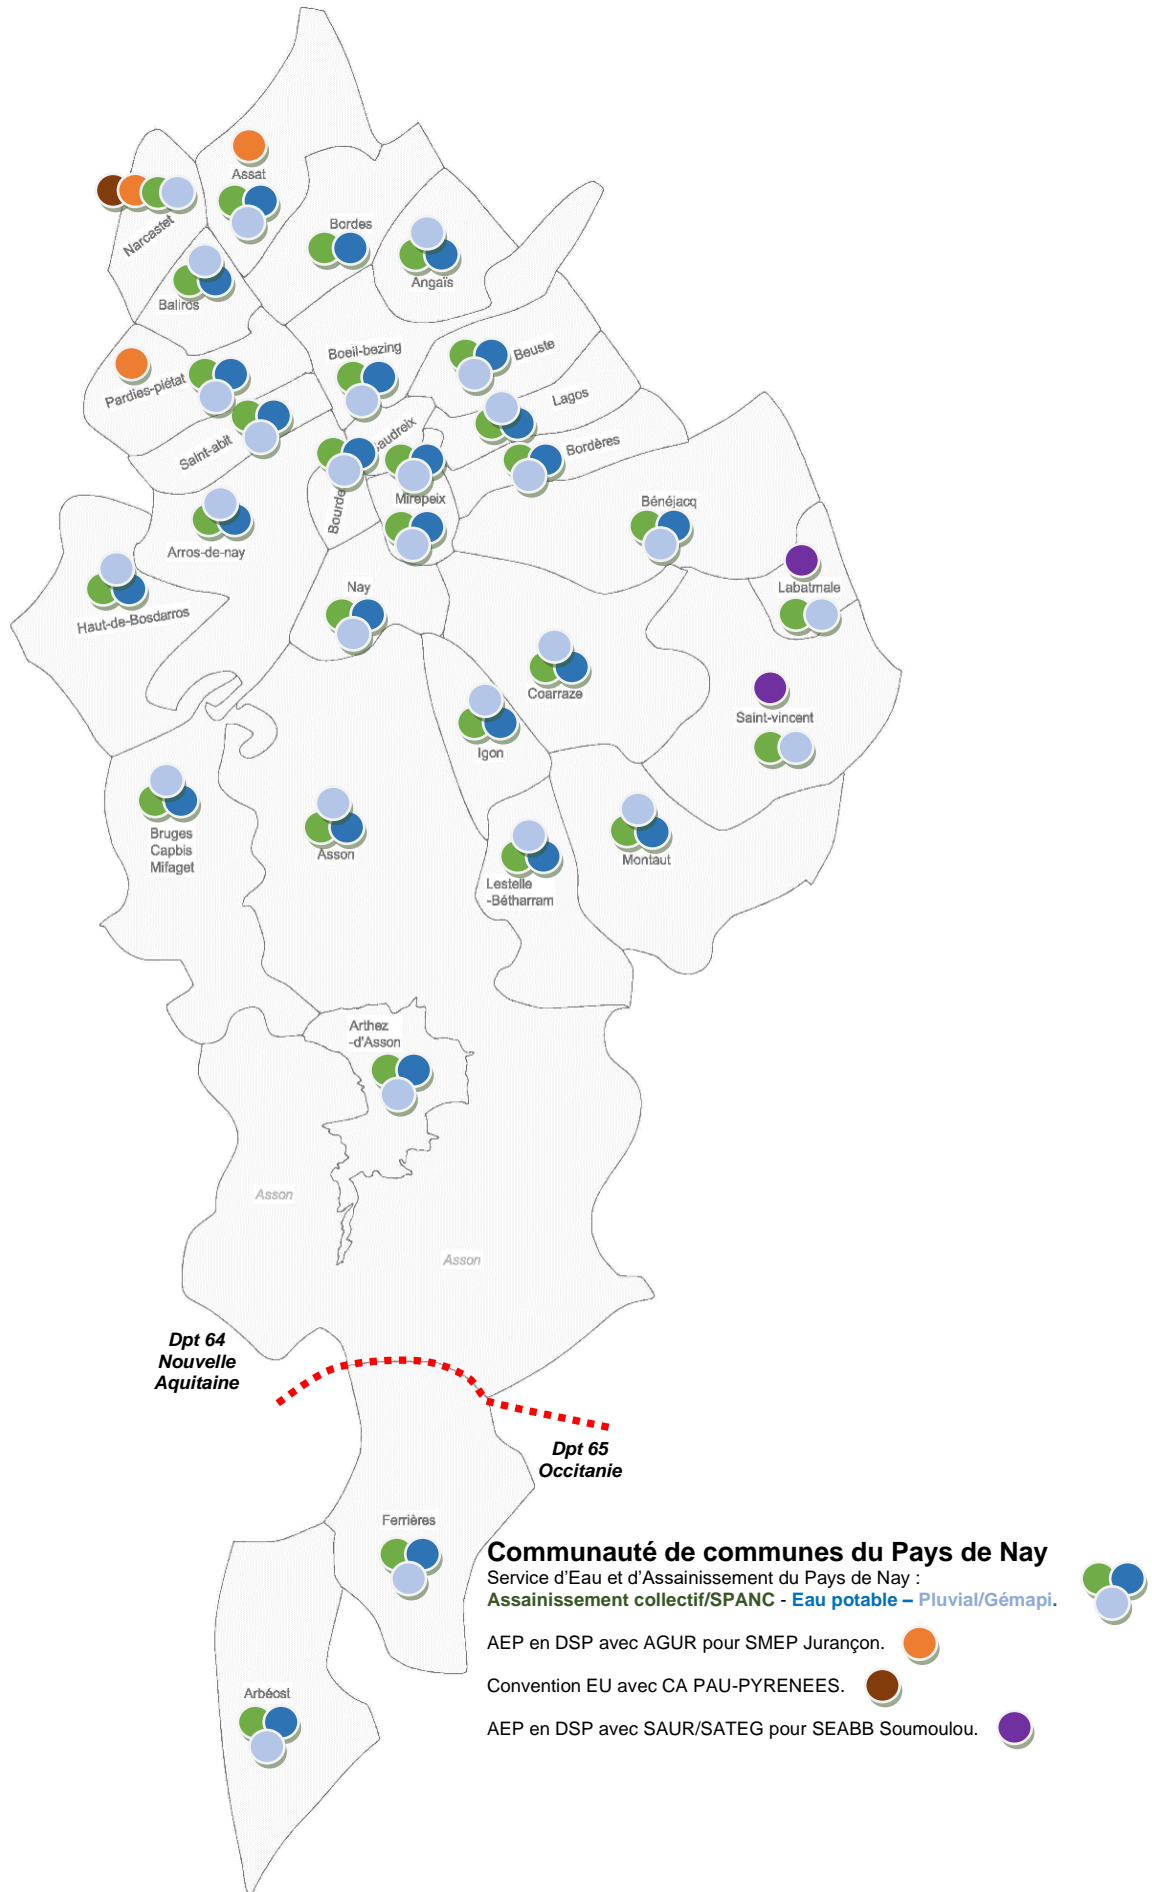 Assat
Narcastet
Bordes
Angaïs
Baliros
Boeil-bezing
Beuste
Pardies-piétat
Lagos
Saint-abit
Bordères
Mirepeix
Bénéjacq
Arros-de-nay
Labatmale
Nay
Haut-de-Bosdarros
Coarraze
Saint-vincent
Igon
Bruges
Capbis
Mifaget
Asson
Montaut
Lestelle
-Bétharram
Arthez
-d'Asson
Asson
Asson
Dpt 64
Nouvelle
Aquitaine
Dpt 65
Occitanie
Ferrières
Communauté de communes du Pays de Nay
Service d'Eau et d'Assainissement du Pays de Nay :
Assainissement collectif/SPANC - Eau potable – Pluvial/Gémapi.
AEP en DSP avec AGUR pour SMEP Jurançon.
Convention EU avec CA PAU-PYRENEES.
Arbéost
AEP en DSP avec SAUR/SATEG pour SEABB Soumoulou.